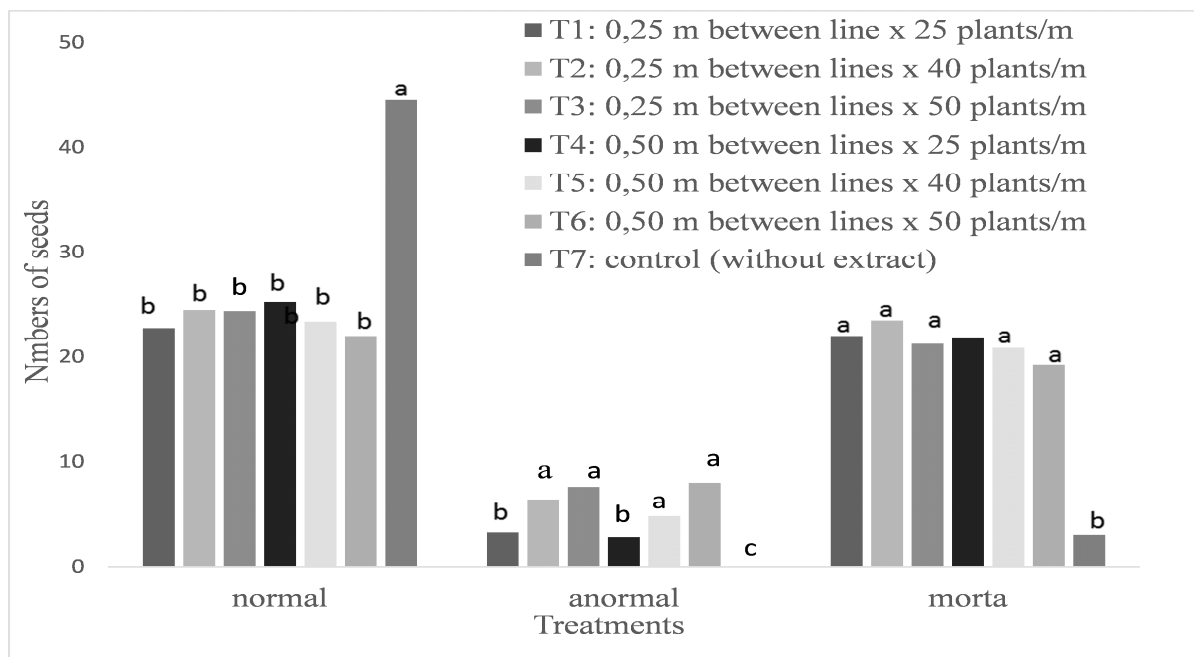 50
40
30
20
10
0
Nmbers of seeds
T1: 0,25 m between line x 25 plants/m
T2: 0,25 m between lines x 40 plants/m
T3: 0,25 m between lines x 50 plants/m
T4: 0,50 m between lines x 25 plants/m
T5: 0,50 m between lines x 40 plants/m
T6: 0,50 m between lines x 50 plants/m
T7: control (without extract)
b b b b b b b a
b a a b a a c
a a a a a a b
normal anormal morta
Treatments